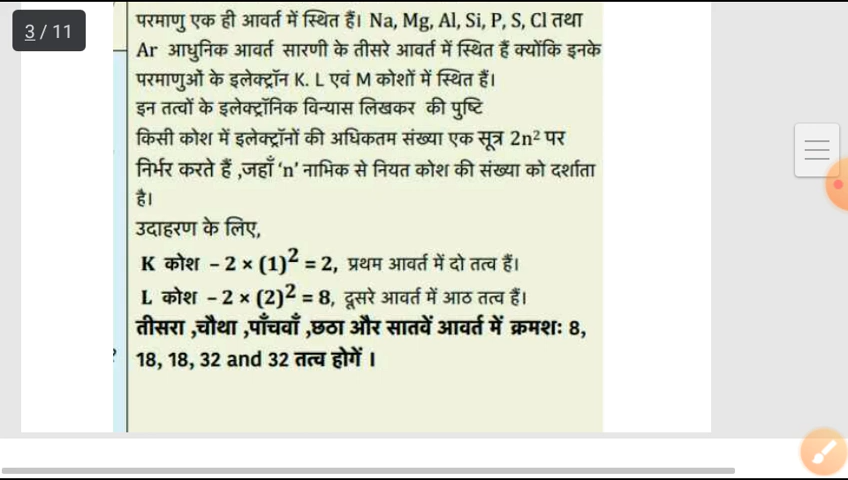 3 / 11
परमाणु एक ही आवर्त में स्थित हैं। Na, Mg, Al, Si, P, S, Cl तथा
Ar आधुनिक आवर्त सारणी के तीसरे आवर्त में स्थित हैं क्योंकि इनके
परमाणुओं के इलेक्ट्रॉन K. L एवं M कोशों में स्थित हैं।
इन तत्वों के इलेक्ट्रॉनिक विन्यास लिखकर की पुष्टि
किसी कोश में इलेक्ट्रॉनों की अधिकतम संख्या एक सूत्र 2n² पर
निर्भर करते हैं ,जहाँ ‘n’ नाभिक से नियत कोश की संख्या को दर्शाता
है।
उदाहरण के लिए,
K कोश – 2 × (1)² = 2, प्रथम आवर्त में दो तत्व हैं।
L कोश – 2 × (2)² = 8, दूसरे आवर्त में आठ तत्व हैं।
तीसरा ,चौथा ,पाँचवाँ ,छठा और सातवें आवर्त में क्रमशः 8,
18, 18, 32 and 32 तत्व होगें ।